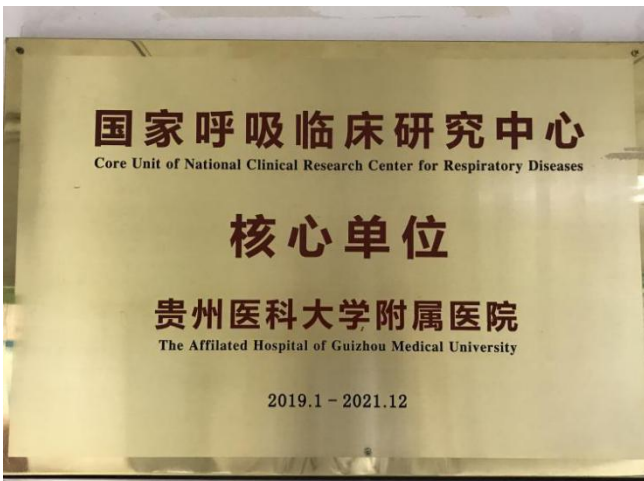 国家呼吸临床研究中心
Core Unit of National Clinical Research Center for Respiratory Diseases
核心单位
贵州医科大学附属医院
The Affilated Hospital of Guizhou Medical University
2019.1 - 2021.12